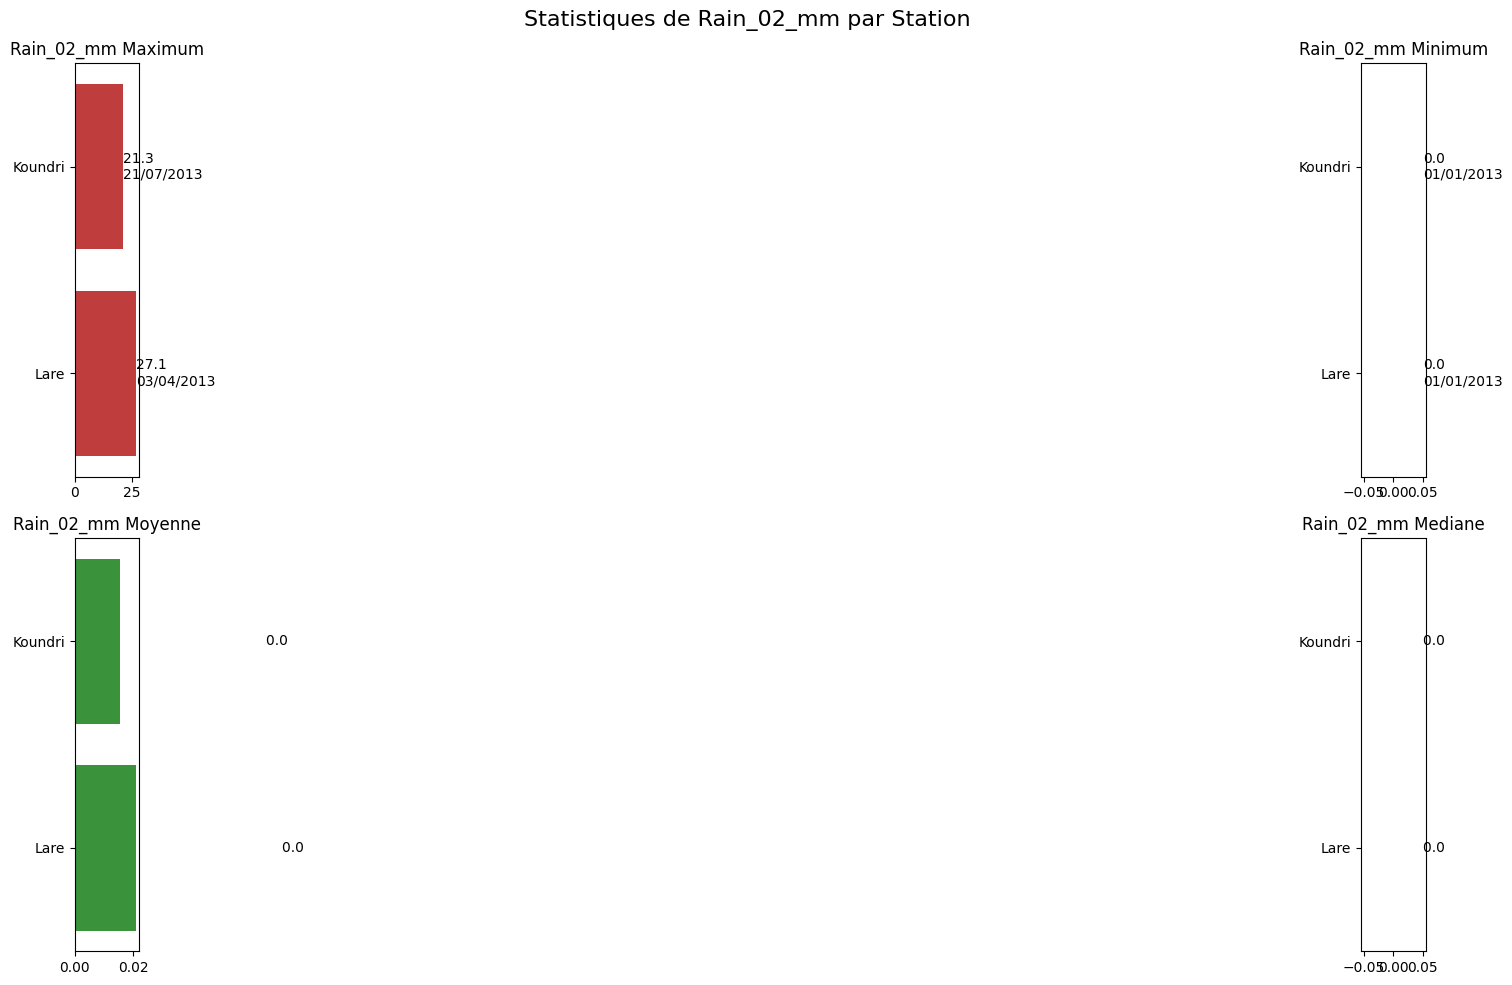 Statistiques de Rain_02_mm par Station
Rain_02_mm Maximum
Koundri
21.3
21/07/2013
Lare
27.1
03/04/2013
0
25
Rain_02_mm Minimum
Koundri
0.0
01/01/2013
Lare
0.0
01/01/2013
−0.05
0.00
0.05
Rain_02_mm Moyenne
Koundri
0.0
Lare
0.0
0.00
0.02
Rain_02_mm Mediane
Koundri
0.0
Lare
0.0
−0.05
0.00
0.05